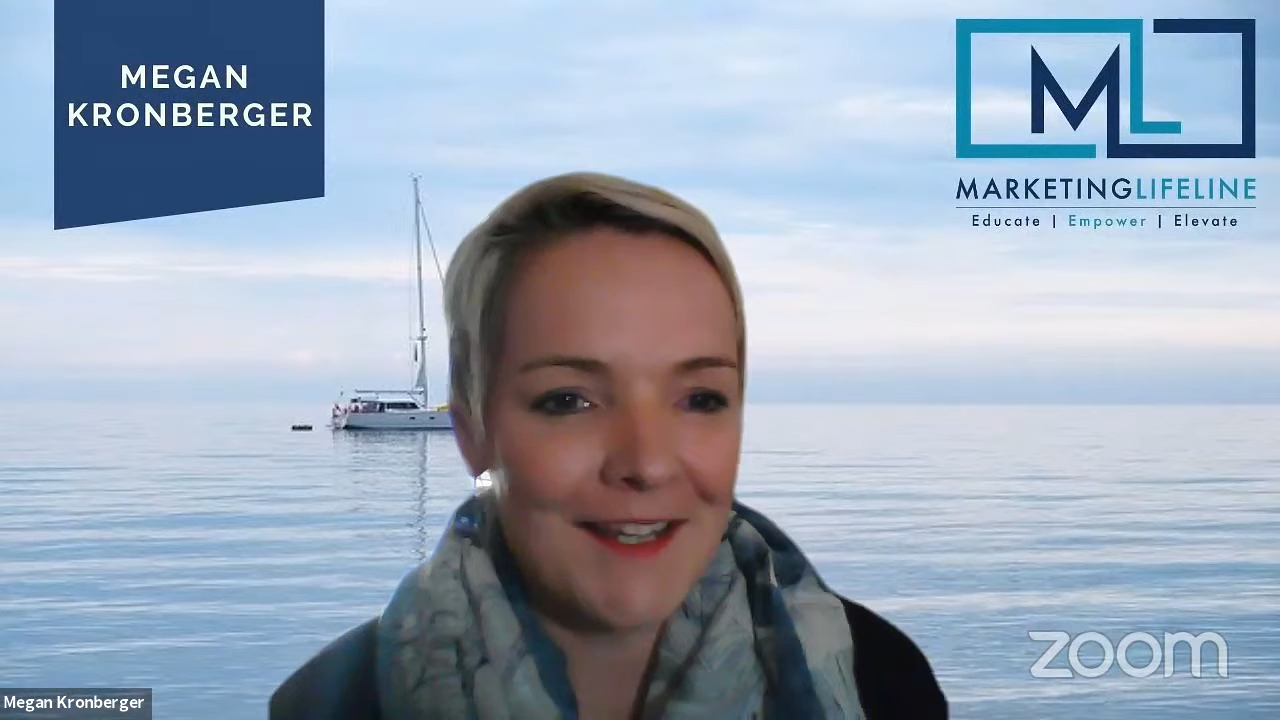 MEGAN
KRONBERGER
ML
MARKETINGLIFELINE
Educate | Empower | Elevate
zoom
Megan Kronberger